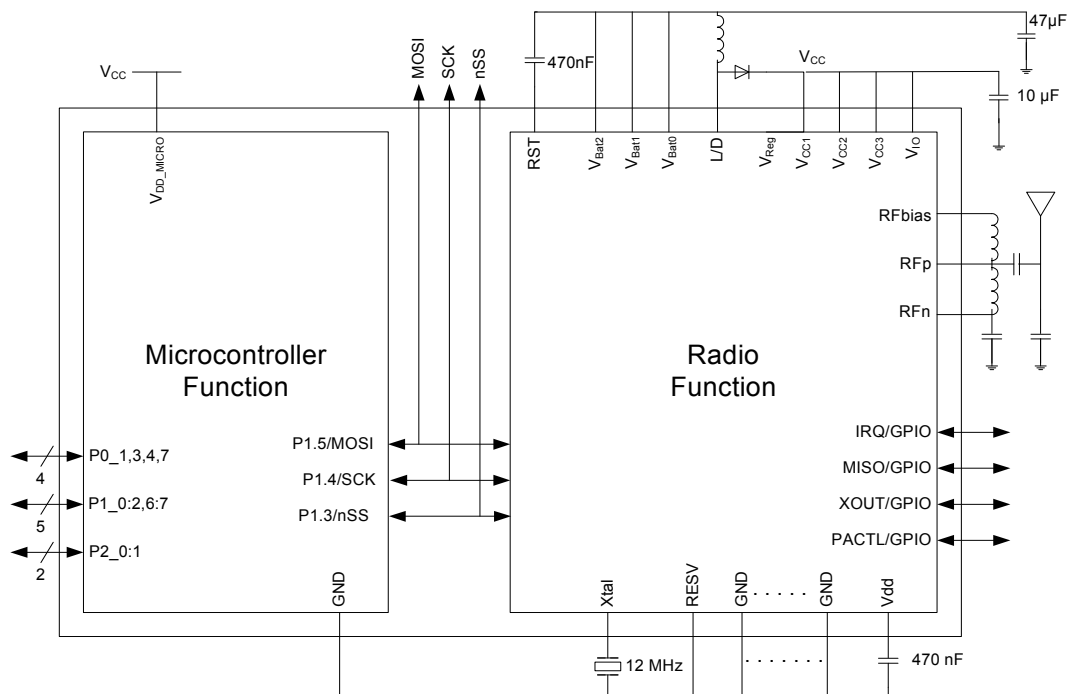 47µF
MOSI
SCK
nSS
470nF
V_CC
V_CC
10 µF
V_DD_MICRO
RST
V_Bat2
V_Bat1
V_Bat0
L/D
V_Reg
V_CC1
V_CC2
V_CC3
V_IO
RFbias
RFp
RFn
Microcontroller
Function
Radio
Function
P1.5/MOSI
P1.4/SCK
P1.3/nSS
P0_1,3,4,7
4
P1_0:2,6:7
5
P2_0:1
2
IRQ/GPIO
MISO/GPIO
XOUT/GPIO
PACTL/GPIO
GND
Xtal
RESV
GND
. . . . .
GND
Vdd
12 MHz
. . . . . . . .
470 nF